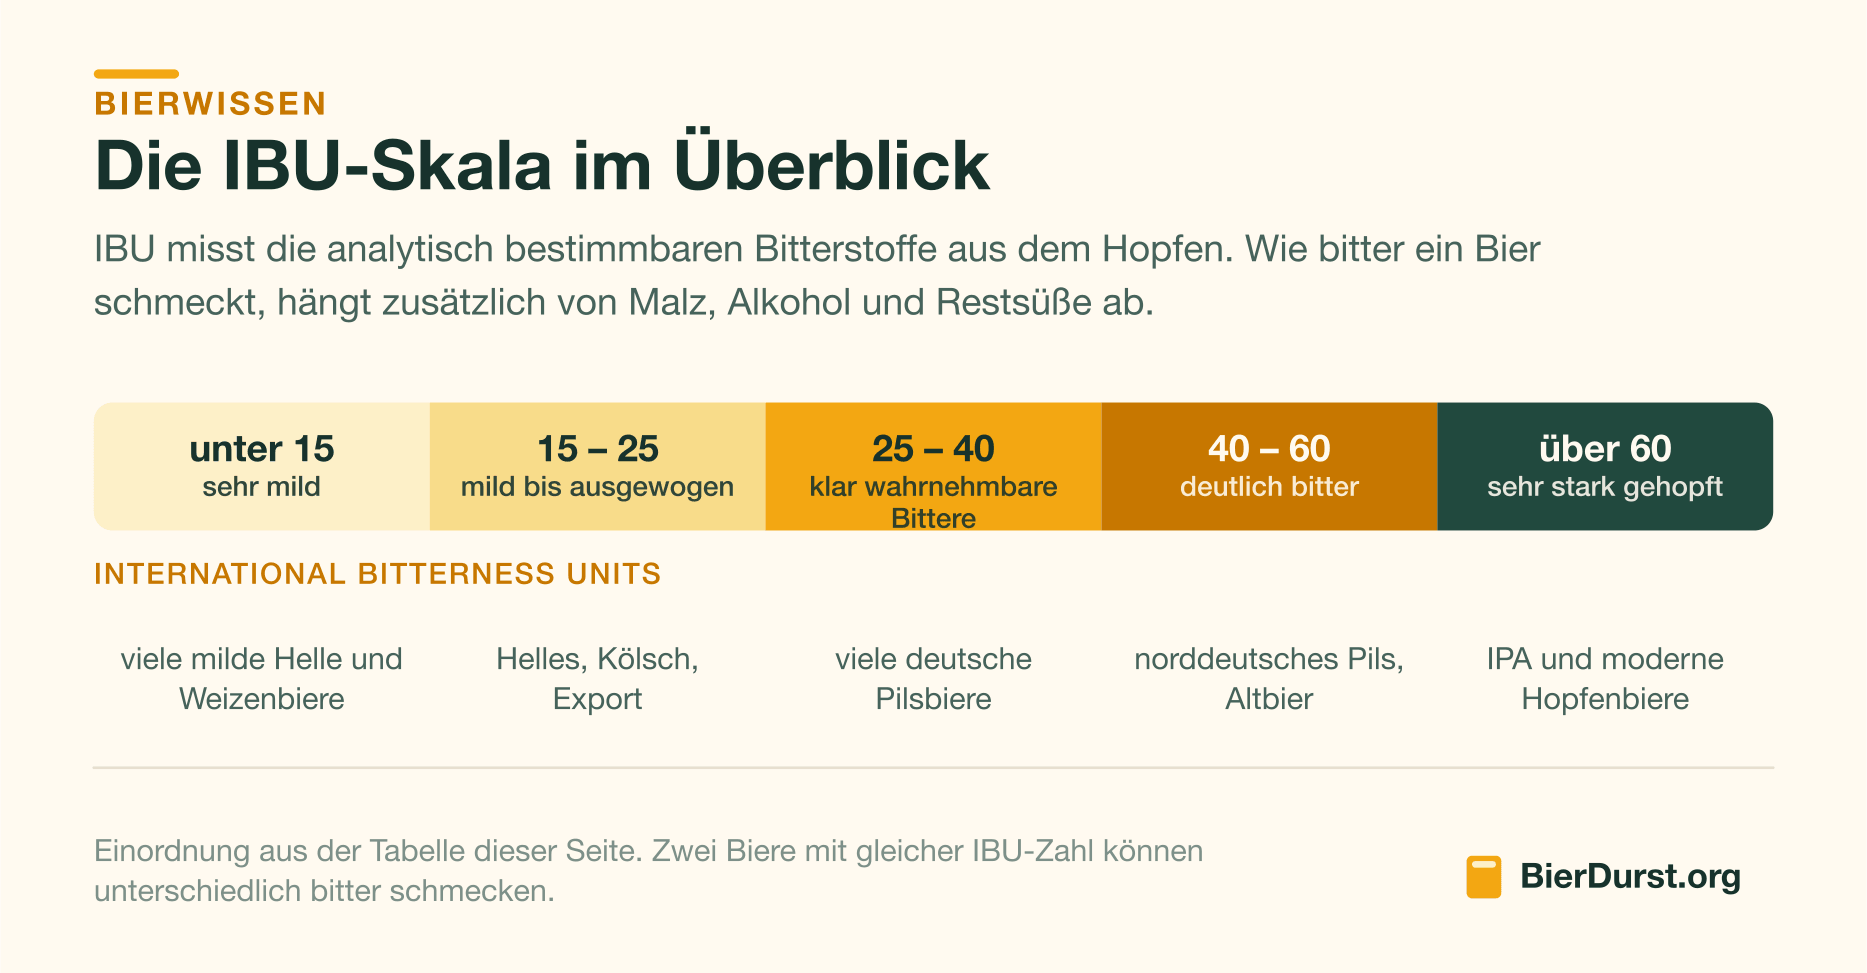 BIERWISSEN
Die IBU-Skala im Überblick
IBU misst die analytisch bestimmbaren Bitterstoffe aus dem Hopfen. Wie bitter ein Bier
schmeckt, hängt zusätzlich von Malz, Alkohol und Restsüße ab.
unter 15
sehr mild
15 – 25
mild bis ausgewogen
25 – 40
klar wahrnehmbare
Bittere
40 – 60
deutlich bitter
über 60
sehr stark gehopft
INTERNATIONAL BITTERNESS UNITS
viele milde Helle und
Weizenbiere
Helles, Kölsch,
Export
viele deutsche
Pilsbiere
norddeutsches Pils,
Altbier
IPA und moderne
Hopfenbiere
Einordnung aus der Tabelle dieser Seite. Zwei Biere mit gleicher IBU-Zahl können
unterschiedlich bitter schmecken.
BierDurst.org